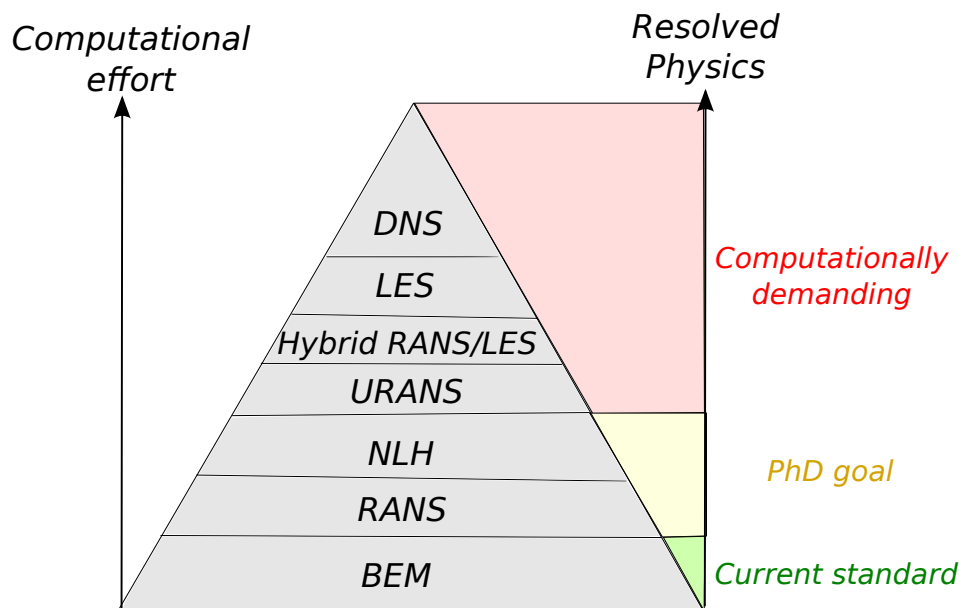 Computational
effort
Resolved
Physics
DNS
LES
Hybrid RANS/LES
URANS
NLH
RANS
BEM
Computationally
demanding
PhD goal
Current standard